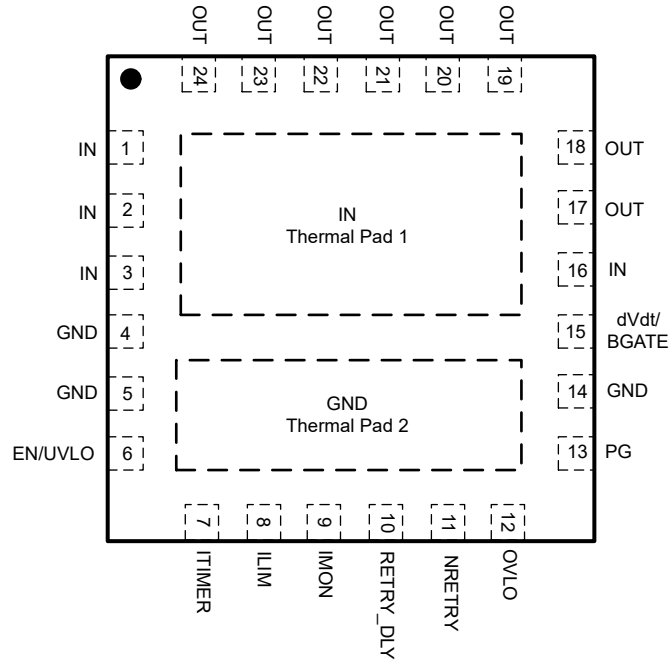 OUT
OUT
OUT
OUT
OUT
OUT
24
23
22
21
20
19
IN 1
IN 2
IN 3
GND 4
GND 5
EN/UVLO 6
IN
Thermal Pad 1
GND
Thermal Pad 2
18 OUT
17 OUT
16 IN
15 dVdt/
BGATE
14 GND
13 PG
7
8
9
10
11
12
ITIMER
ILIM
IMON
RETRY_DLY
NRETRY
OVLO